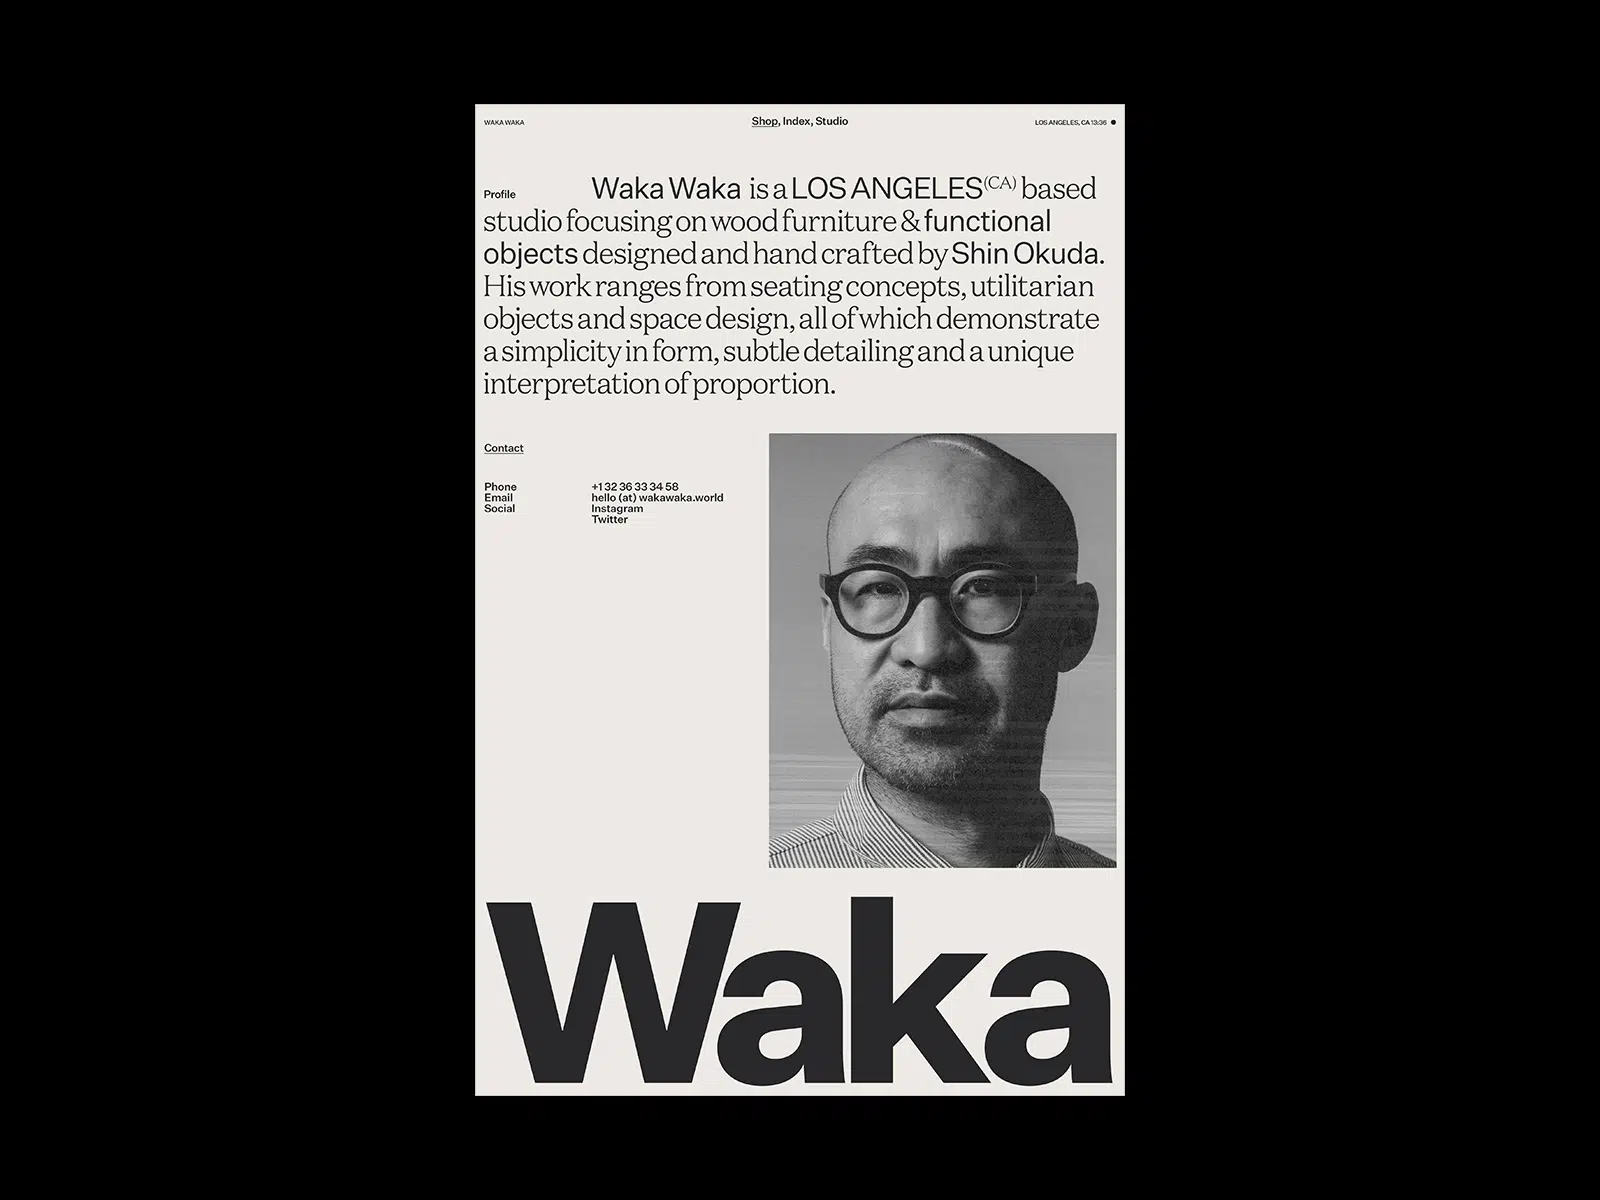 WAKA WAKA
Shop, Index, Studio
LOS ANGELES, CA 13:36
Profile
Waka Waka is a LOS ANGELES(CA) based
studio focusing on wood furniture & functional
objects designed and hand crafted by Shin Okuda.
His work ranges from seating concepts, utilitarian
objects and space design, all of which demonstrate
a simplicity in form, subtle detailing and a unique
interpretation of proportion.
Contact
Phone +1 32 36 33 34 58
Email hello (at) wakawaka.world
Social Instagram
Twitter
Waka